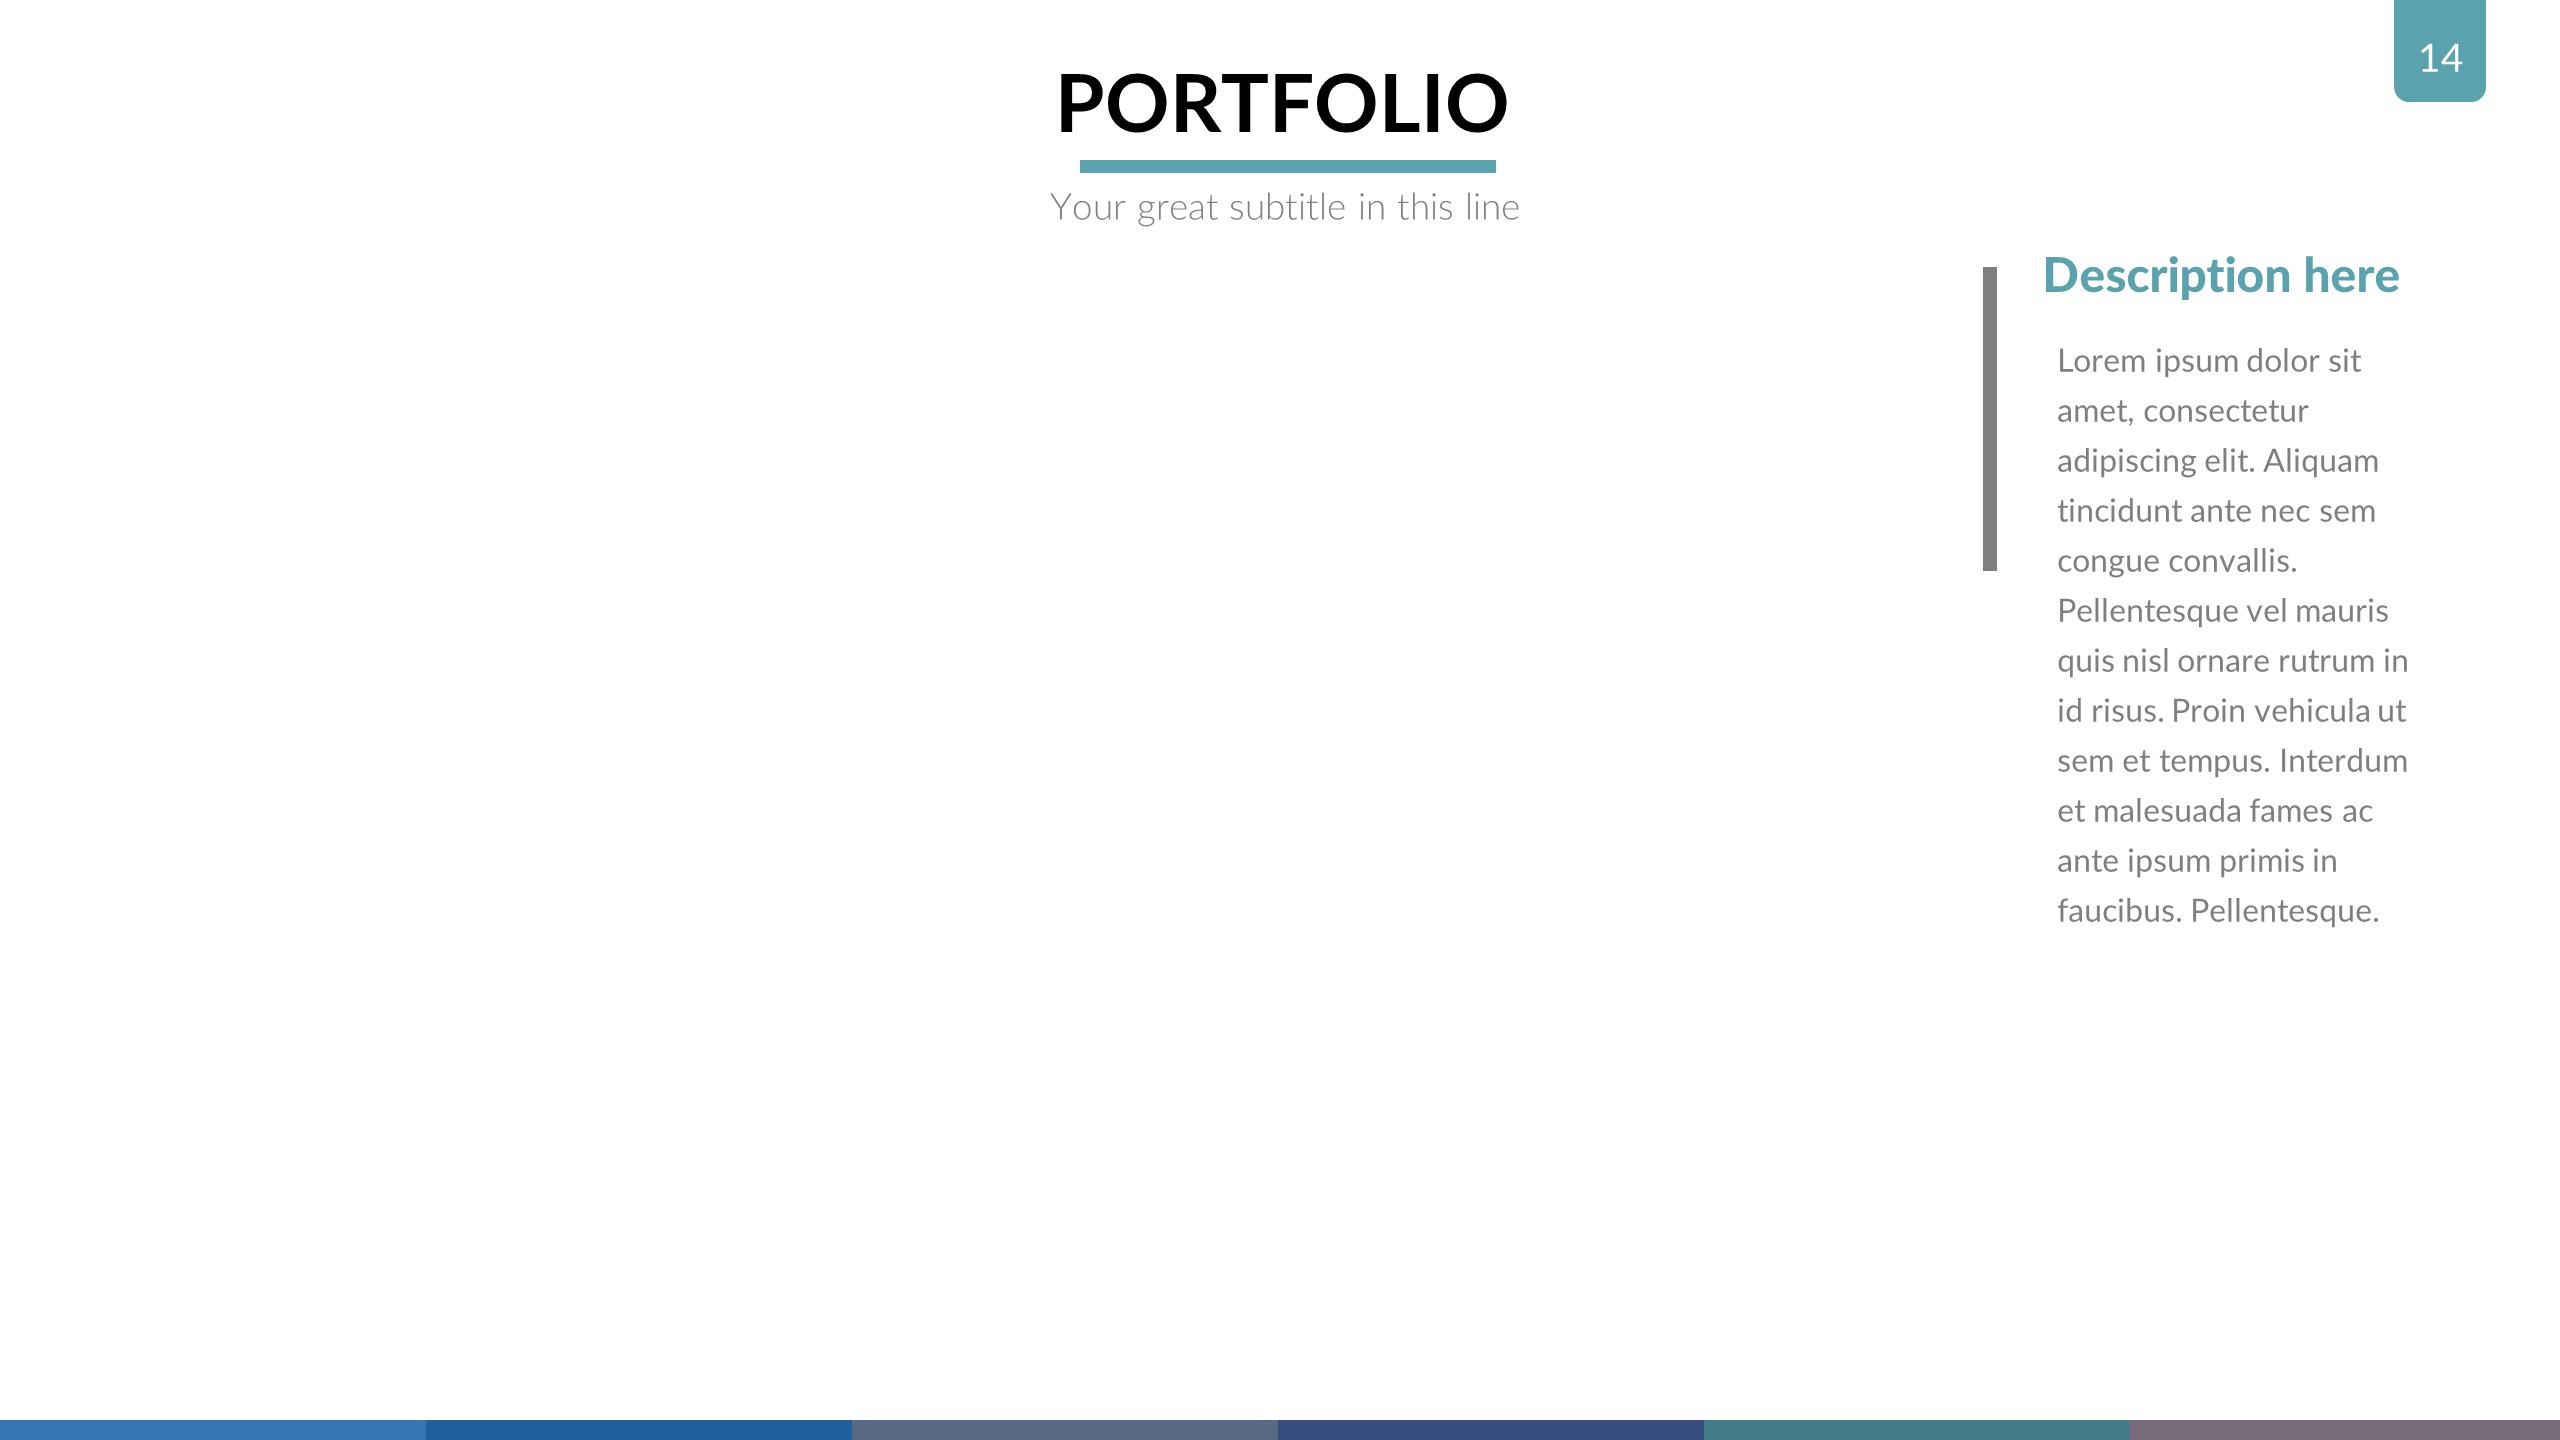 PORTFOLIO
14
Your great subtitle in this line
Description here
Lorem ipsum dolor sit
amet, consectetur
adipiscing elit. Aliquam
tincidunt ante nec sem
congue convallis.
Pellentesque vel mauris
quis nisl ornare rutrum in
id risus. Proin vehicula ut
sem et tempus. Interdum
et malesuada fames ac
ante ipsum primis in
faucibus. Pellentesque.